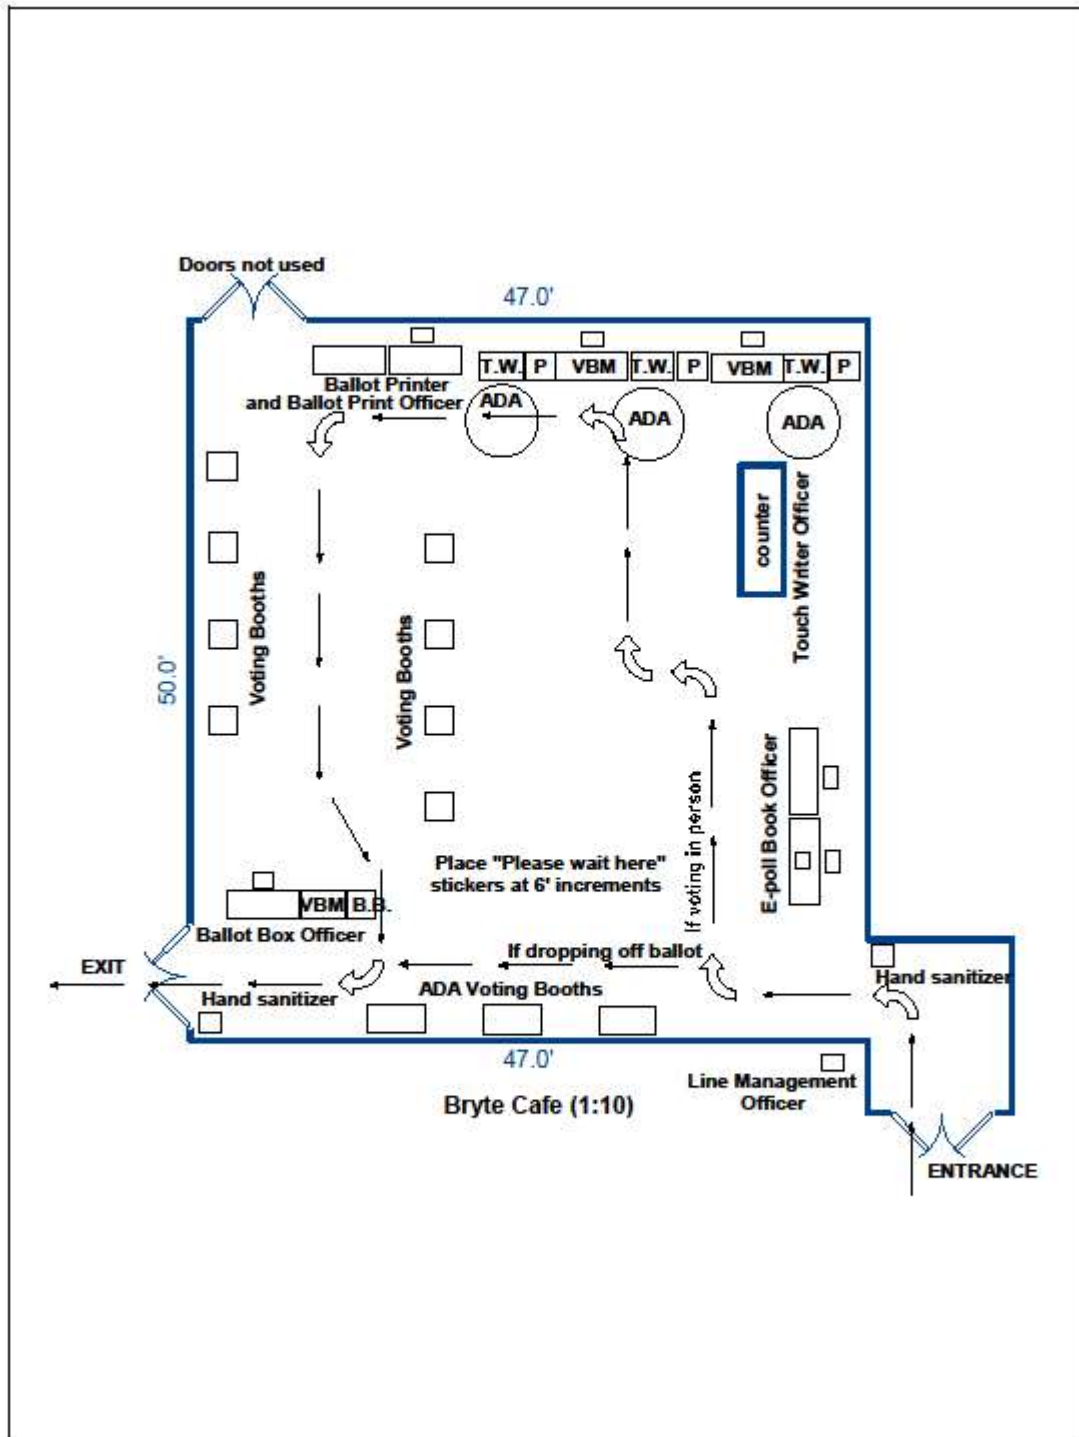 Doors not used
47.0'
T.W. P VBM T.W. P VBM T.W. P
Ballot Printer
and Ballot Print Officer
ADA
ADA
ADA
counter
Touch Writer Officer
Voting Booths
Voting Booths
50.0'
E-poll Book Officer
If voting in person
Place "Please wait here"
stickers at 6' increments
VBM B.B.
Ballot Box Officer
If dropping off ballot
EXIT
Hand sanitizer
Hand sanitizer
ADA Voting Booths
47.0'
Line Management
Officer
Bryte Cafe (1:10)
ENTRANCE